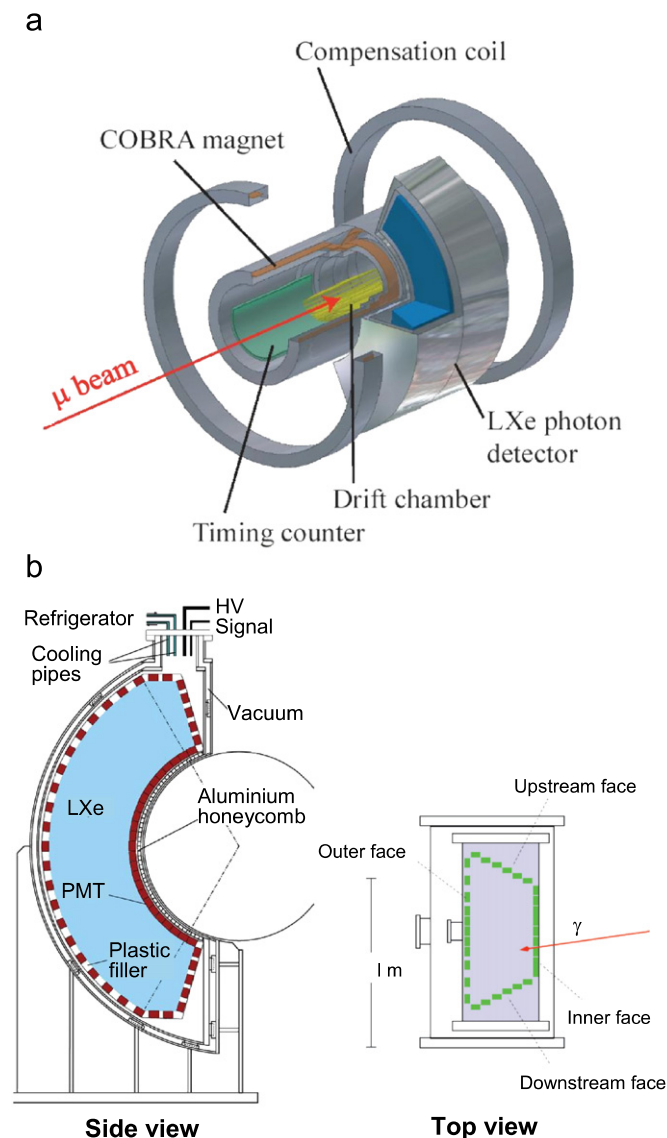 a
Compensation coil
COBRA magnet
μ beam
LXe photon
detector
Drift chamber
Timing counter
b
Refrigerator
HV
Signal
Cooling
pipes
Vacuum
LXe
Aluminium
honeycomb
PMT
Plastic
filler
Side view
Upstream face
Outer face
γ
I m
Inner face
Downstream face
Top view